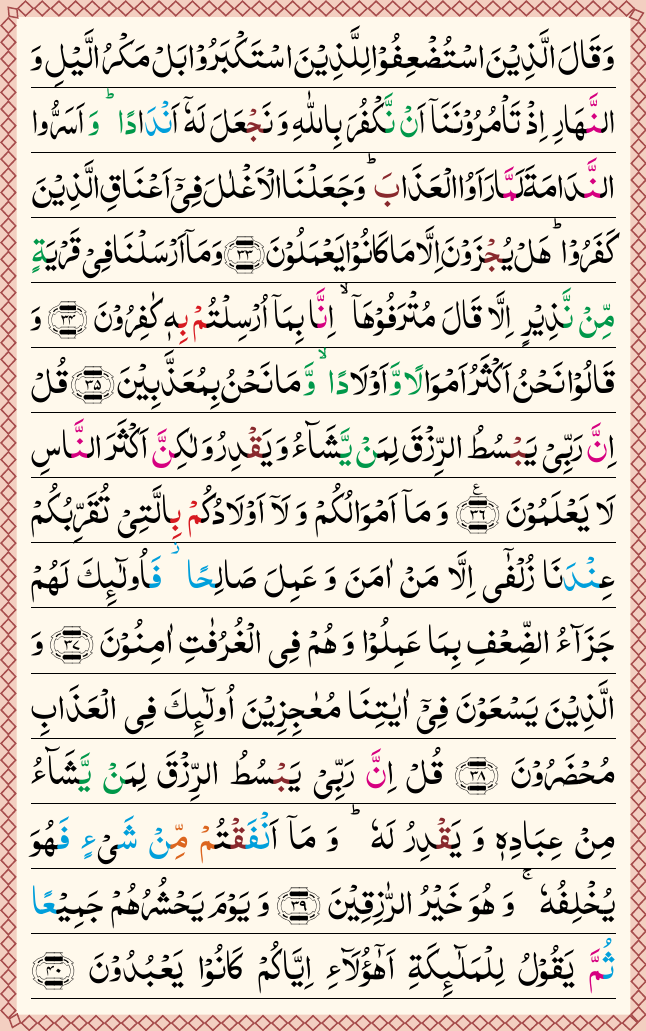 وَقَالَ الَّذِیْنَ اسْتُضْعِفُوْا لِلَّذِیْنَ اسْتَكْبَرُوْا بَلْ مَكْرُ الَّیْلِ وَ
النَّهَارِ اِذْ تَاْمُرُوْنَنَاۤ اَنْ نَّكْفُرَ بِاللّٰهِ وَ نَجْعَلَ لَهٗۤ اَنْدَادًا ؕ وَ اَسَرُّوا
النَّدَامَةَ لَمَّا رَاَوُا الْعَذَابَ ؕ وَجَعَلْنَا الْاَغْلٰلَ فِیْۤ اَعْنَاقِ الَّذِیْنَ
كَفَرُوْا ؕ هَلْ یُجْزَوْنَ اِلَّا مَا كَانُوْا یَعْمَلُوْنَ ﴿۳۳﴾ وَمَاۤ اَرْسَلْنَا فِیْ قَرْیَةٍ
مِّنْ نَّذِیْرٍ اِلَّا قَالَ مُتْرَفُوْهَاۤ ۙ اِنَّا بِمَاۤ اُرْسِلْتُمْ بِهٖ كٰفِرُوْنَ ﴿۳۴﴾ وَ
قَالُوْا نَحْنُ اَكْثَرُ اَمْوَالًا وَّ اَوْلَادًا ۙ وَّ مَا نَحْنُ بِمُعَذَّبِیْنَ ﴿۳۵﴾ قُلْ
اِنَّ رَبِّیْ یَبْسُطُ الرِّزْقَ لِمَنْ یَّشَآءُ وَ یَقْدِرُ وَ لٰكِنَّ اَكْثَرَ النَّاسِ
لَا یَعْلَمُوْنَ ﴿۳۶﴾ۧ وَ مَاۤ اَمْوَالُكُمْ وَ لَاۤ اَوْلَادُكُمْ بِالَّتِیْ تُقَرِّبُكُمْ
عِنْدَنَا زُلْفٰۤی اِلَّا مَنْ اٰمَنَ وَ عَمِلَ صَالِحًا ؗ فَاُولٰٓىِٕكَ لَهُمْ
جَزَآءُ الضِّعْفِ بِمَا عَمِلُوْا وَ هُمْ فِی الْغُرُفٰتِ اٰمِنُوْنَ ﴿۳۷﴾ وَ
الَّذِیْنَ یَسْعَوْنَ فِیْۤ اٰیٰتِنَا مُعٰجِزِیْنَ اُولٰٓىِٕكَ فِی الْعَذَابِ
مُحْضَرُوْنَ ﴿۳۸﴾ قُلْ اِنَّ رَبِّیْ یَبْسُطُ الرِّزْقَ لِمَنْ یَّشَآءُ
مِنْ عِبَادِهٖ وَ یَقْدِرُ لَهٗ ؕ وَ مَاۤ اَنْفَقْتُمْ مِّنْ شَیْءٍ فَهُوَ
یُخْلِفُهٗ ۚ وَ هُوَ خَیْرُ الرّٰزِقِیْنَ ﴿۳۹﴾ وَ یَوْمَ یَحْشُرُهُمْ جَمِیْعًا
ثُمَّ یَقُوْلُ لِلْمَلٰٓىِٕكَةِ اَهٰۤؤُلَآءِ اِیَّاكُمْ كَانُوْا یَعْبُدُوْنَ ﴿۴۰﴾